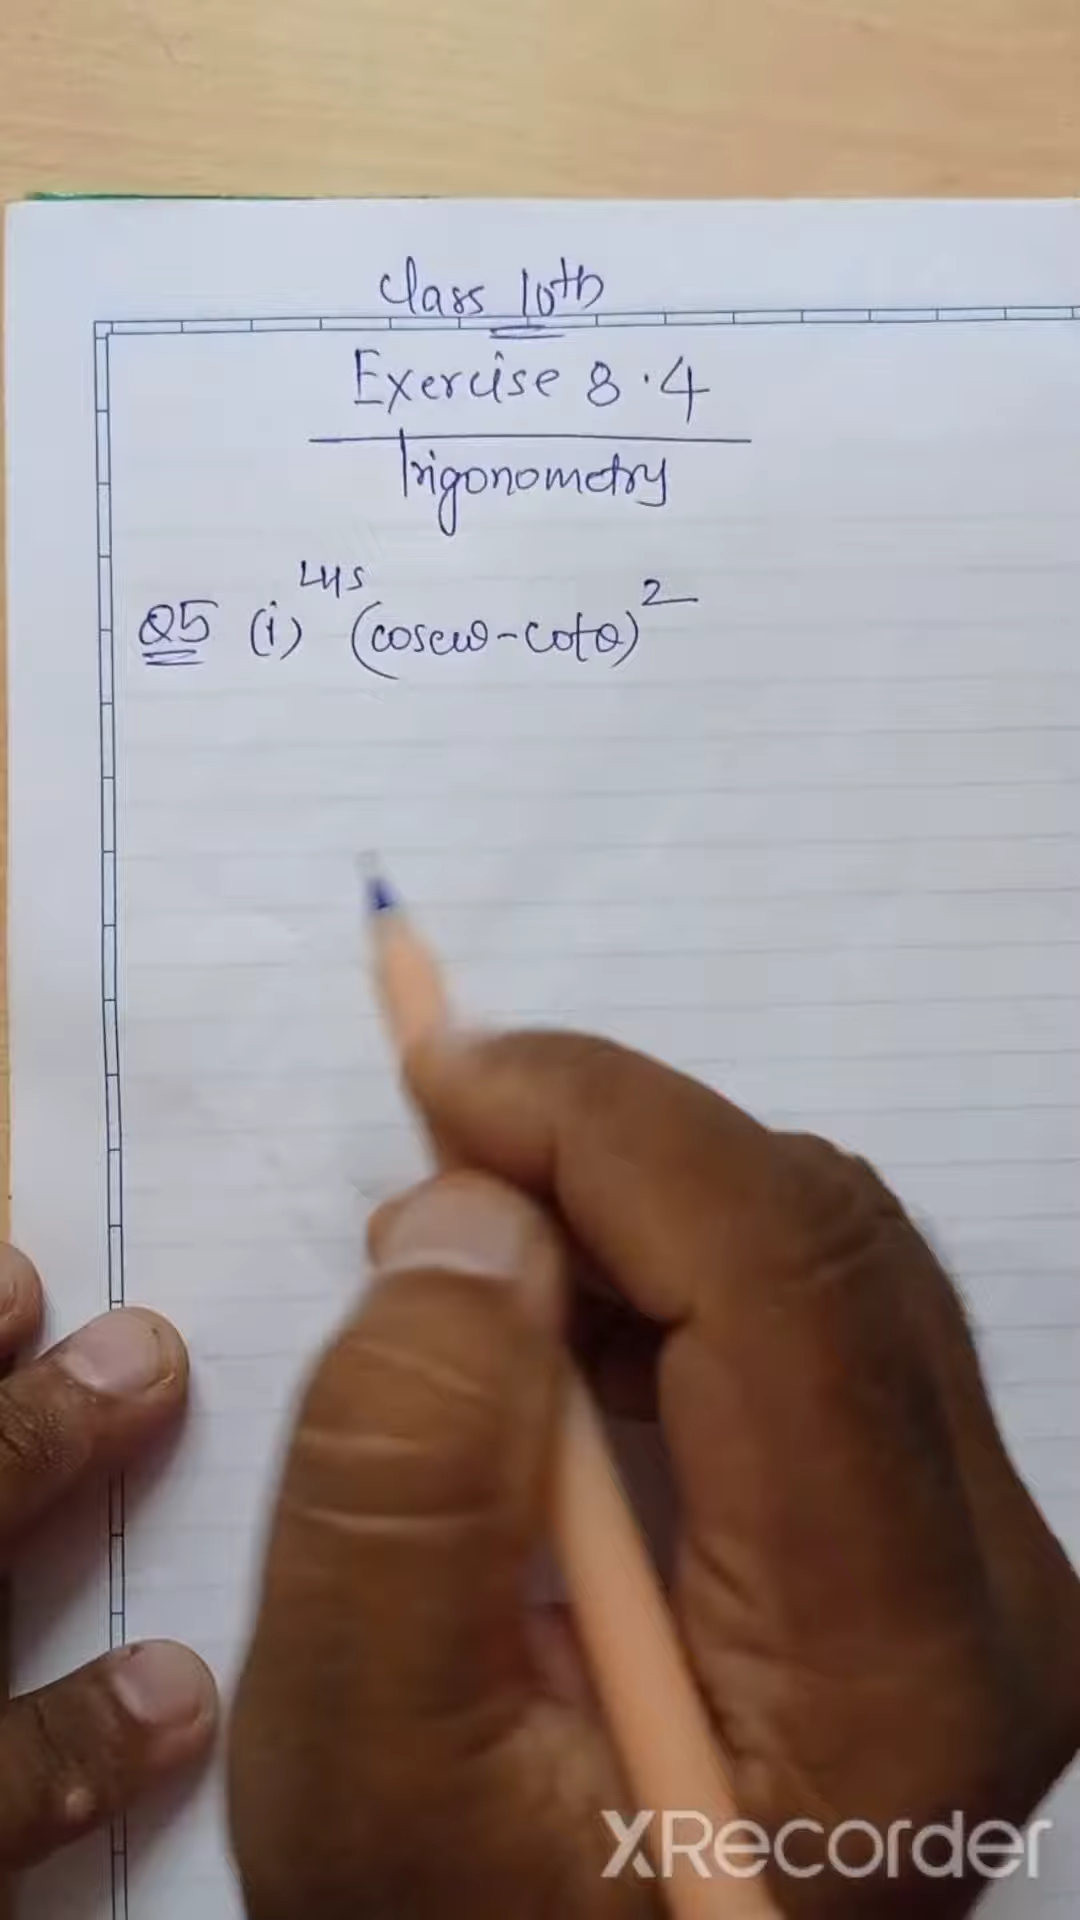 Class 10th
Exercise 8.4
Trigonometry
LHS
Q5 (i) (cosecθ-cotθ)²
XRecorder